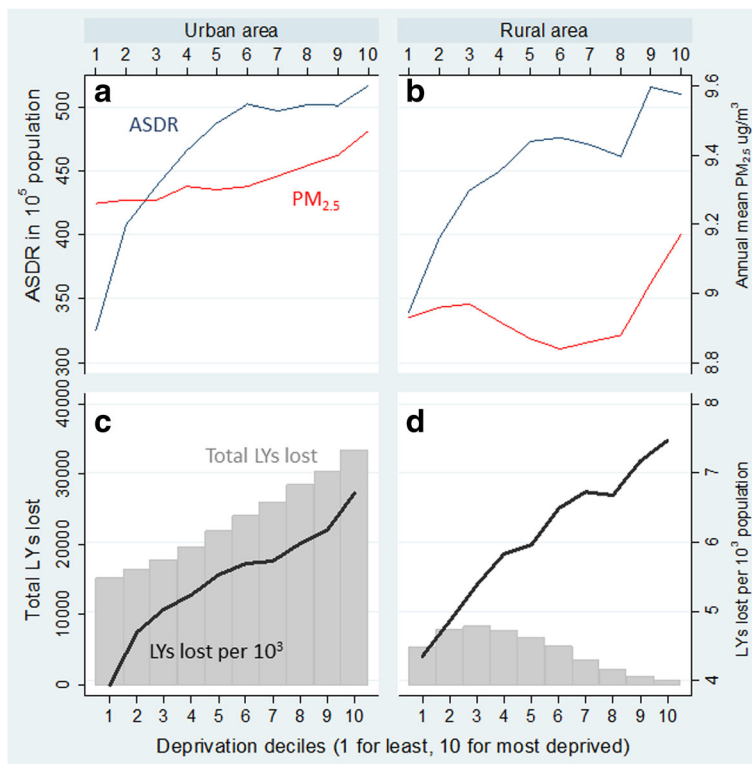 Urban area
Rural area
1 2 3 4 5 6 7 8 9 10
1 2 3 4 5 6 7 8 9 10
a
b
ASDR
PM2.5
ASDR in 10⁵ population
500
450
400
350
300
Annual mean PM2.5 ug/m³
9.6
9.4
9.2
9
8.8
c
d
Total LYs lost
LYs lost per 10³
Total LY's lost
40000
30000
20000
10000
0
LYs lost per 10³ population
8
7
6
5
4
1 2 3 4 5 6 7 8 9 10
1 2 3 4 5 6 7 8 9 10
Deprivation deciles (1 for least, 10 for most deprived)